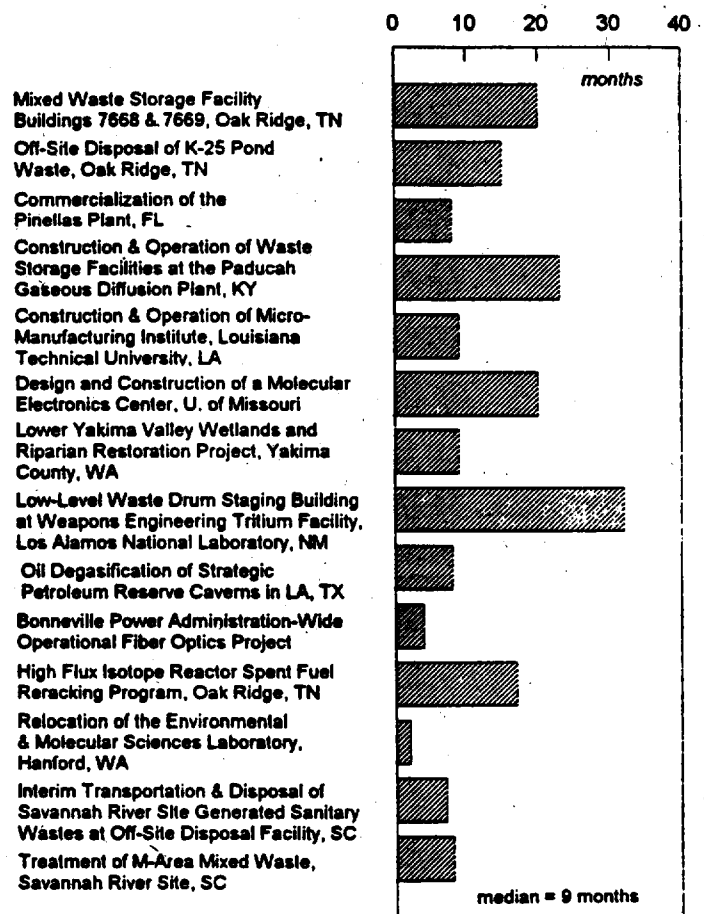 0 10 20 30 40
months
Mixed Waste Storage Facility
Buildings 7668 & 7669, Oak Ridge, TN
Off-Site Disposal of K-25 Pond
Waste, Oak Ridge, TN
Commercialization of the
Pinellas Plant, FL
Construction & Operation of Waste
Storage Facilities at the Paducah
Gaseous Diffusion Plant, KY
Construction & Operation of Micro-
Manufacturing Institute, Louisiana
Technical University, LA
Design and Construction of a Molecular
Electronics Center, U. of Missouri
Lower Yakima Valley Wetlands and
Riparian Restoration Project, Yakima
County, WA
Low-Level Waste Drum Staging Building
at Weapons Engineering Tritium Facility,
Los Alamos National Laboratory, NM
Oil Degasification of Strategic
Petroleum Reserve Caverns in LA, TX
Bonneville Power Administration-Wide
Operational Fiber Optics Project
High Flux Isotope Reactor Spent Fuel
Reracking Program, Oak Ridge, TN
Relocation of the Environmental
& Molecular Sciences Laboratory,
Hanford, WA
Interim Transportation & Disposal of
Savannah River Site Generated Sanitary
Wastes at Off-Site Disposal Facility, SC
Treatment of M-Area Mixed Waste,
Savannah River Site, SC
median = 9 months